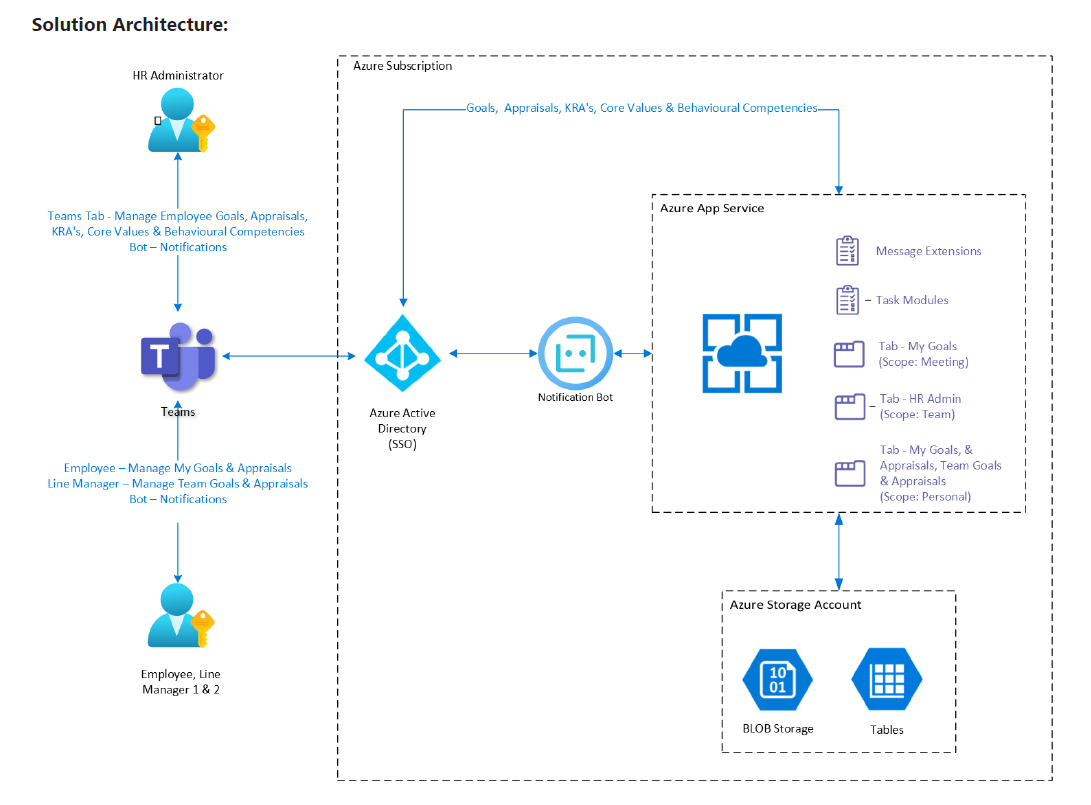 Solution Architecture:
HR Administrator
Teams Tab - Manage Employee Goals, Appraisals,
KRA's, Core Values & Behavioural Competencies
Bot – Notifications
T
Teams
Employee – Manage My Goals & Appraisals
Line Manager – Manage Team Goals & Appraisals
Bot – Notifications
Employee, Line
Manager 1 & 2
Azure Subscription
Goals,  Appraisals, KRA's, Core Values & Behavioural Competencies
Azure Active
Directory
(SSO)
Notification Bot
Azure App Service
Message Extensions
Task Modules
Tab - My Goals
(Scope: Meeting)
Tab - HR Admin
(Scope: Team)
Tab - My Goals, &
Appraisals, Team Goals
& Appraisals
(Scope: Personal)
Azure Storage Account
10
01
BLOB Storage
Tables